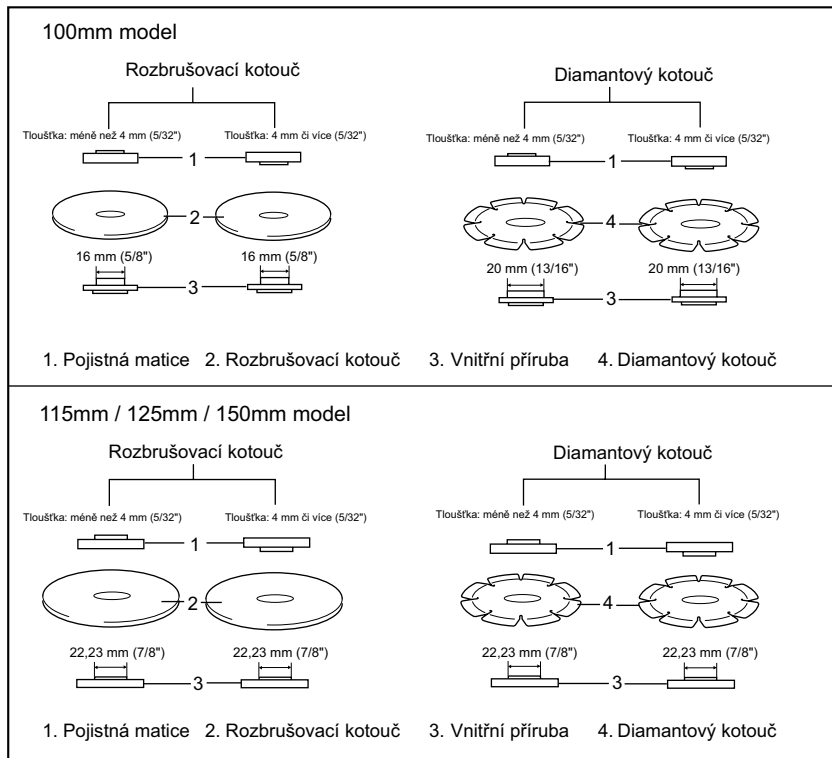 100mm model
Rozbrušovací kotouč
Diamantový kotouč
Tloušťka: méně než 4 mm (5/32")
Tloušťka: 4 mm či více (5/32")
Tloušťka: méně než 4 mm (5/32")
Tloušťka: 4 mm či více (5/32")
1
1
2
4
16 mm (5/8")
16 mm (5/8")
20 mm (13/16")
20 mm (13/16")
3
3
1. Pojistná matice 2. Rozbrušovací kotouč 3. Vnitřní příruba 4. Diamantový kotouč
115mm / 125mm / 150mm model
Rozbrušovací kotouč
Diamantový kotouč
Tloušťka: méně než 4 mm (5/32")
Tloušťka: 4 mm či více (5/32")
Tloušťka: méně než 4 mm (5/32")
Tloušťka: 4 mm či více (5/32")
1
1
2
4
22,23 mm (7/8")
22,23 mm (7/8")
22,23 mm (7/8")
22,23 mm (7/8")
3
3
1. Pojistná matice 2. Rozbrušovací kotouč 3. Vnitřní příruba 4. Diamantový kotouč